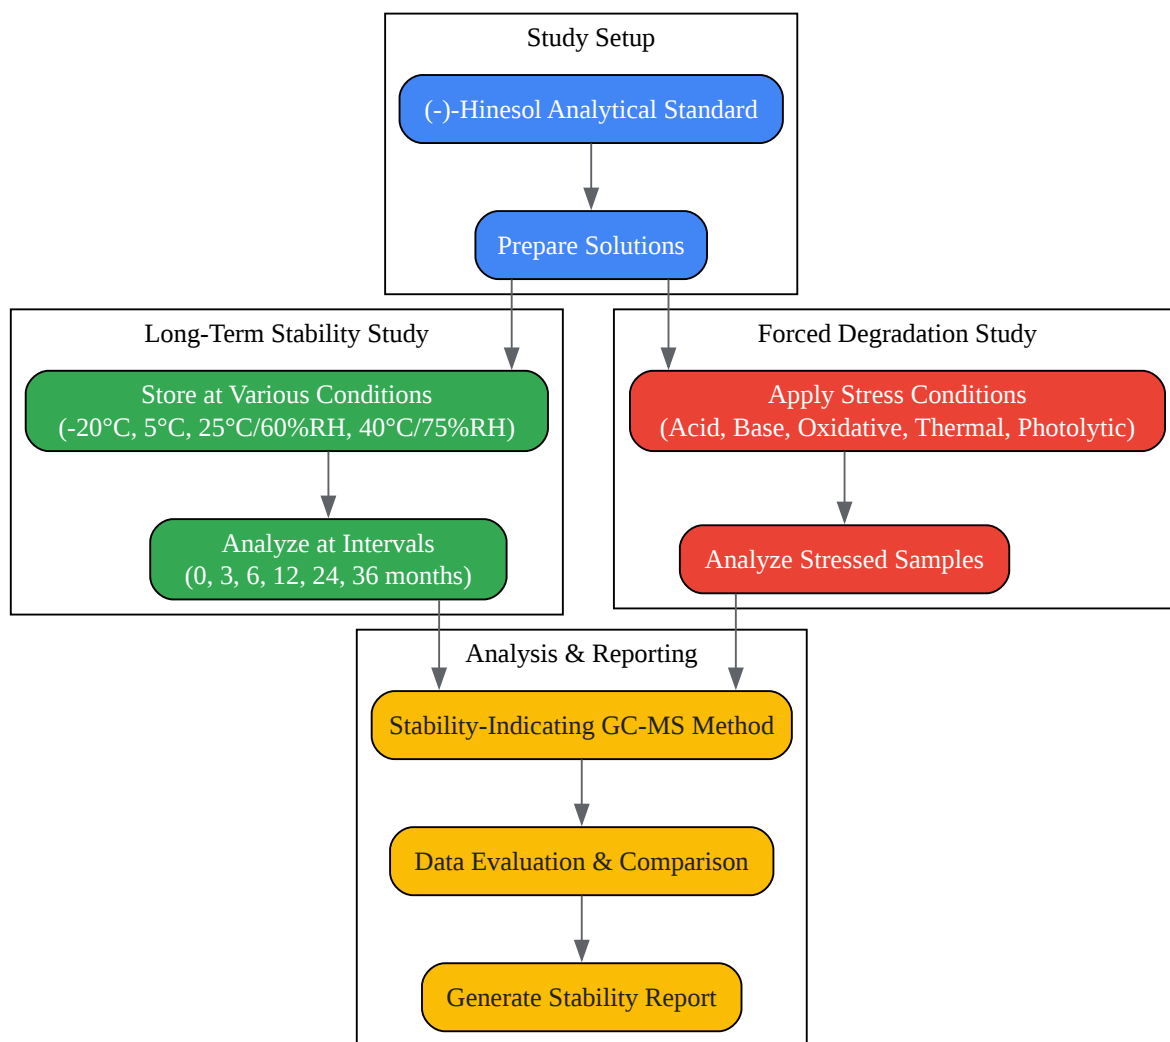 Study Setup
(-)-Hinesol Analytical Standard
Prepare Solutions
Long-Term Stability Study
Store at Various Conditions
(-20°C, 5°C, 25°C/60%RH, 40°C/75%RH)
Analyze at Intervals
(0, 3, 6, 12, 24, 36 months)
Forced Degradation Study
Apply Stress Conditions
(Acid, Base, Oxidative, Thermal, Photolytic)
Analyze Stressed Samples
Analysis & Reporting
Stability-Indicating GC-MS Method
Data Evaluation & Comparison
Generate Stability Report